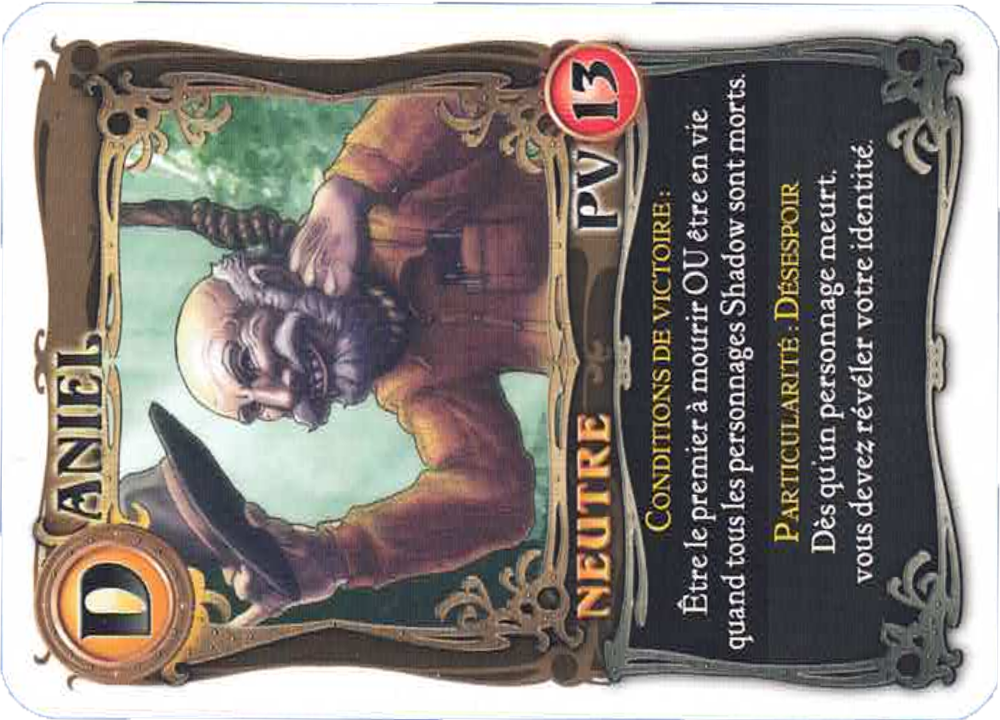 DANIEL
NEUTRE PV 13
CONDITIONS DE VICTOIRE :
Être le premier à mourir OU être en vie
quand tous les personnages Shadow sont morts.
PARTICULARITÉ : DÉSESPOIR
Dès qu'un personnage meurt,
vous devez révéler votre identité.